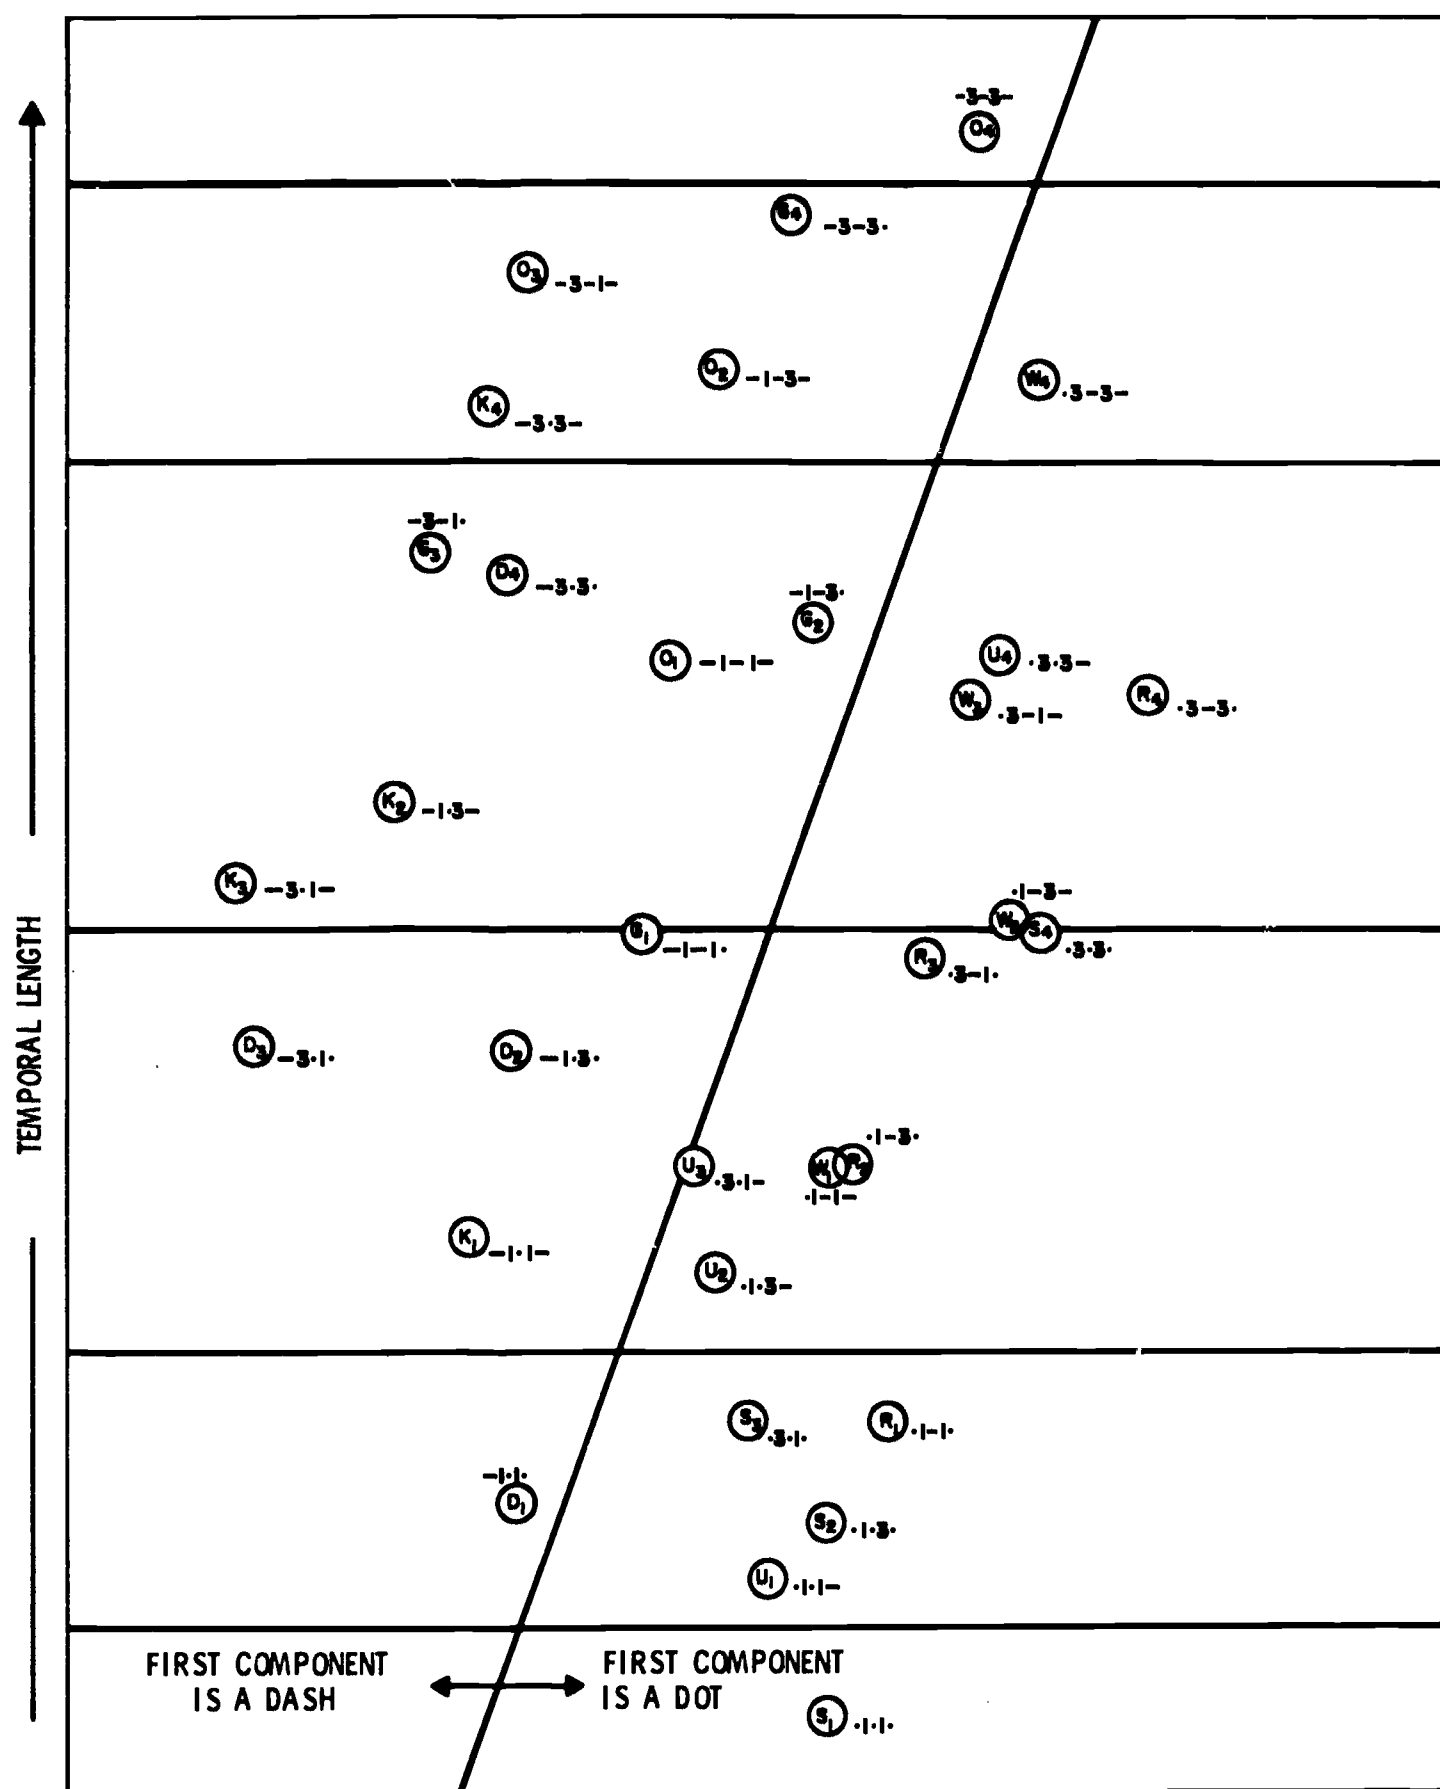 -3-3-
O4
G4 -3-3·
O3 -3-1-
O2 -1-3-
W4 ·3-3-
K4 -3·3-
-3-1·
G3
D4 -3·3·
-1-3·
G2
O1 -1-1-
U4 ·3·3-
W3 ·3-1-
R4 ·3-3·
K2 -1·3-
K3 -3·1-
·1-3-
W2
S4 ·3·3·
G1 -1-1·
R3 ·3-1·
D3 -3·1·
D2 -1·3·
·1-3·
U3 ·3·1-
W1
R2
·1-1-
K1 -1·1-
U2 ·1·3-
S3 ·3·1·
R1 ·1-1·
-1·1·
D1
S2 ·1·3·
U1 ·1·1-
FIRST COMPONENT
IS A DASH
FIRST COMPONENT
IS A DOT
S1 ·1·1·
TEMPORAL LENGTH